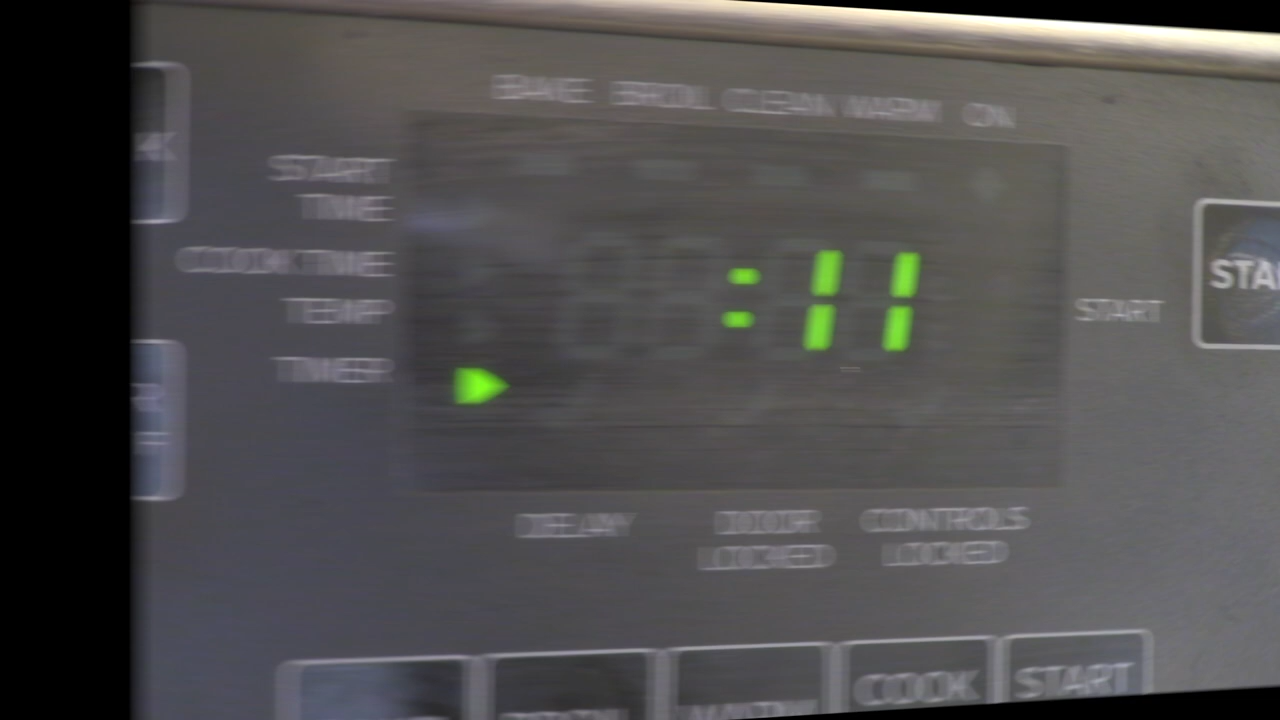 BAKE BROIL CLEAN WARM ON
START
TIME
COOK TIME
TEMP
TIMER
:11
START
STA
DELAY
DOOR
LOCKED
CONTROLS
LOCKED
COOK
START